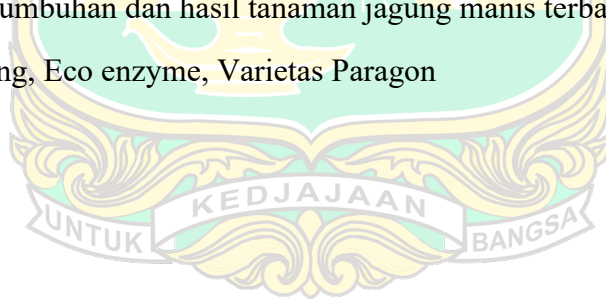 umbuhan dan hasil tanaman jagung manis terba
ng, Eco enzyme, Varietas Paragon
UNTUK KEDJAJAAN BANGSA